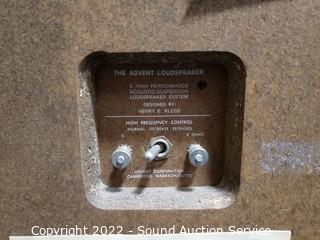 THE ADVENT LOUDSPEAKER
A HIGH PERFORMANCE
ACOUSTIC-SUSPENSION
LOUDSPEAKER SYSTEM
DESIGNED BY:
HENRY E. KLOSS
HIGH FREQUENCY CONTROL
NORMAL DECREASE EXTENDED
8 OHMS
ADVENT CORPORATION
CAMBRIDGE, MASSACHUSETTS
Copyright 2022 - Sound Auction Service